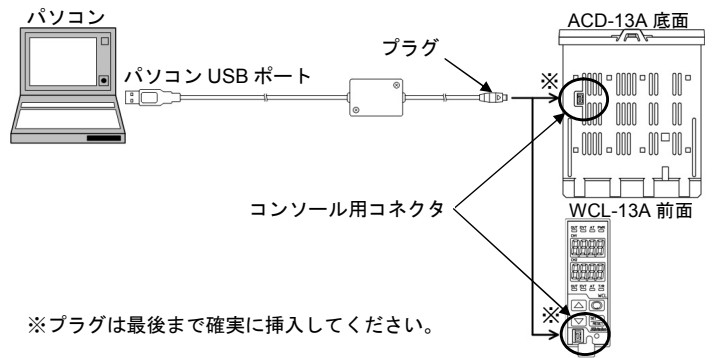 パソコン
ACD-13A 底面
プラグ
パソコン USB ポート
※
コンソール用コネクタ
WCL-13A 前面
※
※プラグは最後まで確実に挿入してください。